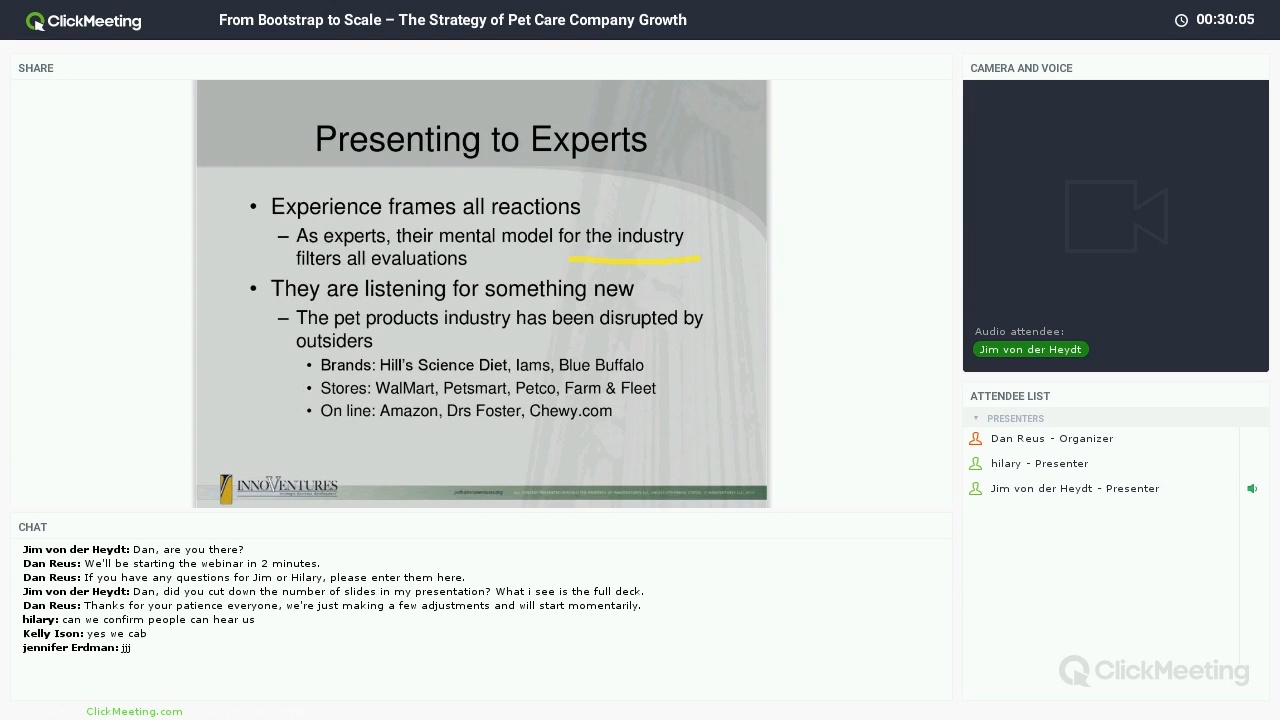 ClickMeeting
From Bootstrap to Scale – The Strategy of Pet Care Company Growth
00:30:05
SHARE
Presenting to Experts
• Experience frames all reactions
– As experts, their mental model for the industry
filters all evaluations
• They are listening for something new
– The pet products industry has been disrupted by
outsiders
• Brands: Hill's Science Diet, Iams, Blue Buffalo
• Stores: WalMart, Petsmart, Petco, Farm & Fleet
• On line: Amazon, Drs Foster, Chewy.com
INNOVENTURES
CAMERA AND VOICE
Audio attendee:
Jim von der Heydt
ATTENDEE LIST
PRESENTERS
Dan Reus - Organizer
hilary - Presenter
Jim von der Heydt - Presenter
CHAT
Jim von der Heydt: Dan, are you there?
Dan Reus: We'll be starting the webinar in 2 minutes.
Dan Reus: If you have any questions for Jim or Hilary, please enter them here.
Jim von der Heydt: Dan, did you cut down the number of slides in my presentation? What i see is the full deck.
Dan Reus: Thanks for your patience everyone, we're just making a few adjustments and will start momentarily.
hilary: can we confirm people can hear us
Kelly Ison: yes we cab
jennifer Erdman: jjj
ClickMeeting
ClickMeeting.com